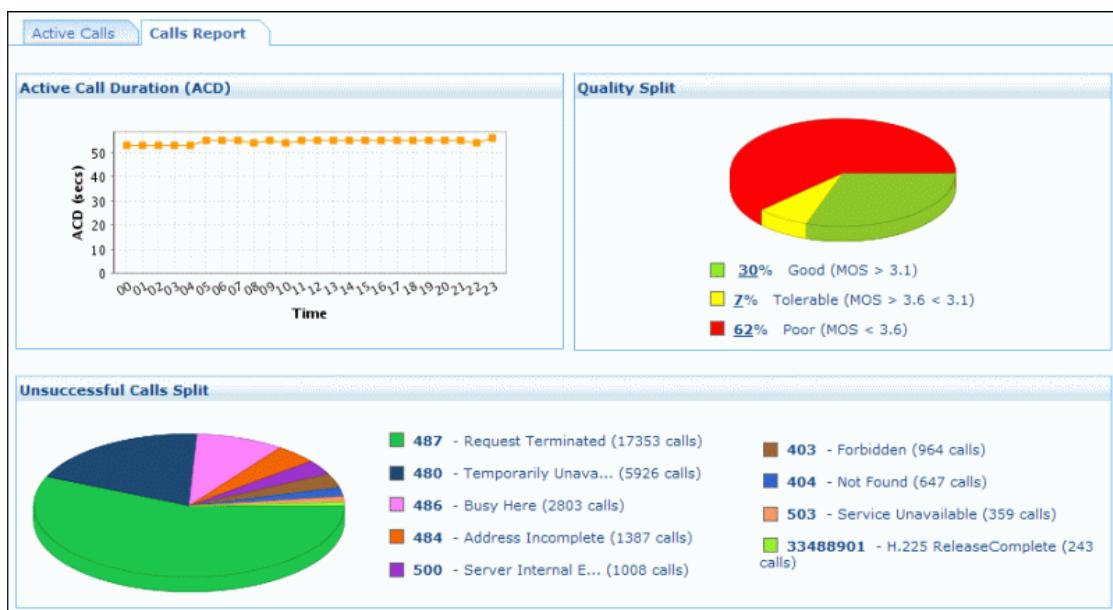 Active Calls
Calls Report
Active Call Duration (ACD)
ACD (secs)
50
40
30
20
10
0
00 01 02 03 04 05 06 07 08 09 10 11 12 13 14 15 16 17 18 19 20 21 22 23
Time
Quality Split
30% Good (MOS > 3.1)
7% Tolerable (MOS > 3.6 < 3.1)
62% Poor (MOS < 3.6)
Unsuccessful Calls Split
487 - Request Terminated (17353 calls)
480 - Temporarily Unava... (5926 calls)
486 - Busy Here (2803 calls)
484 - Address Incomplete (1387 calls)
500 - Server Internal E... (1008 calls)
403 - Forbidden (964 calls)
404 - Not Found (647 calls)
503 - Service Unavailable (359 calls)
33488901 - H.225 ReleaseComplete (243
calls)